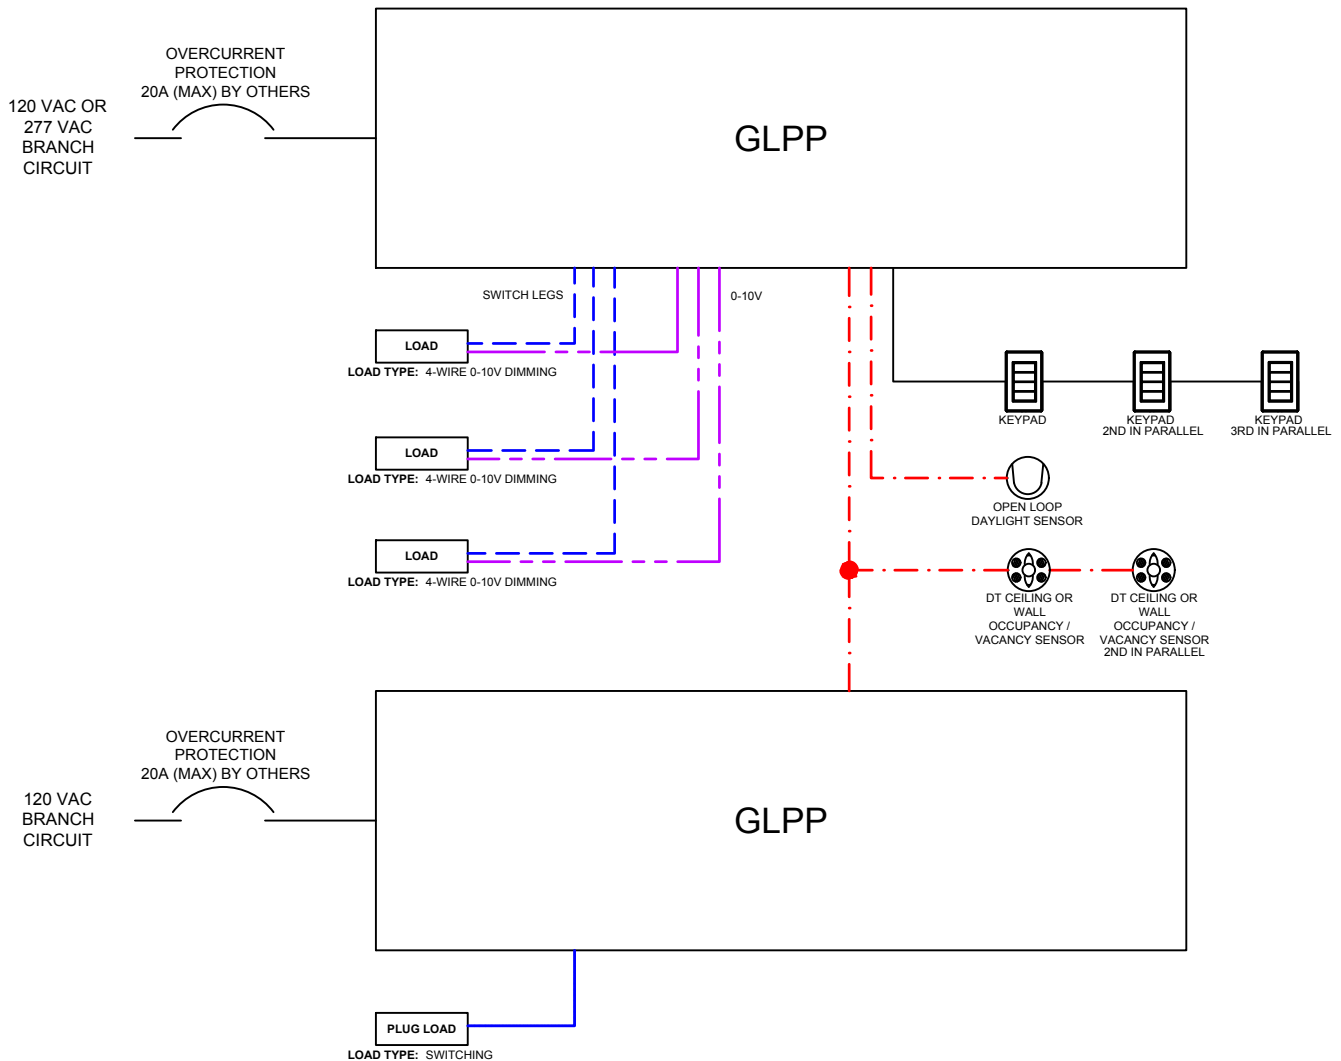 OVERCURRENT
PROTECTION
20A (MAX) BY OTHERS
120 VAC OR
277 VAC
BRANCH
CIRCUIT
GLPP
SWITCH LEGS
0-10V
LOAD
LOAD TYPE: 4-WIRE 0-10V DIMMING
LOAD
LOAD TYPE: 4-WIRE 0-10V DIMMING
LOAD
LOAD TYPE: 4-WIRE 0-10V DIMMING
KEYPAD
KEYPAD
2ND IN PARALLEL
KEYPAD
3RD IN PARALLEL
OPEN LOOP
DAYLIGHT SENSOR
DT CEILING OR
WALL
OCCUPANCY /
VACANCY SENSOR
DT CEILING OR
WALL
OCCUPANCY /
VACANCY SENSOR
2ND IN PARALLEL
OVERCURRENT
PROTECTION
20A (MAX) BY OTHERS
120 VAC
BRANCH
CIRCUIT
GLPP
PLUG LOAD
LOAD TYPE: SWITCHING